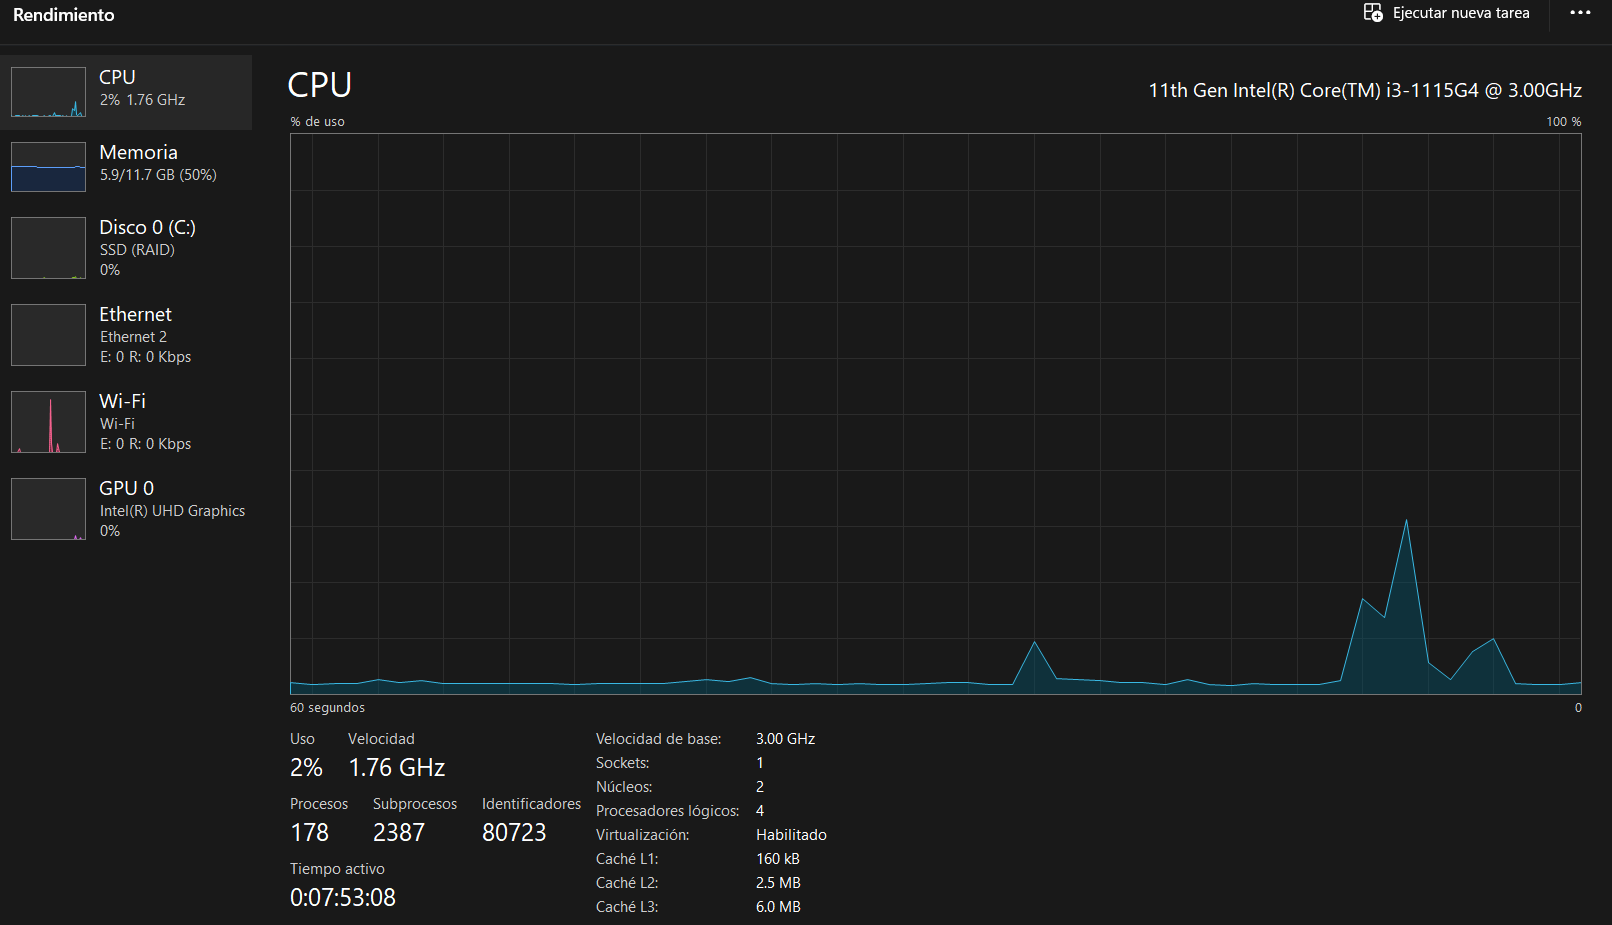 Rendimiento
Ejecutar nueva tarea
CPU
2% 1.76 GHz
Memoria
5.9/11.7 GB (50%)
Disco 0 (C:)
SSD (RAID)
0%
Ethernet
Ethernet 2
E: 0 R: 0 Kbps
Wi-Fi
Wi-Fi
E: 0 R: 0 Kbps
GPU 0
Intel(R) UHD Graphics
0%
CPU
11th Gen Intel(R) Core(TM) i3-1115G4 @ 3.00GHz
% de uso
100 %
60 segundos
0
Uso Velocidad
2% 1.76 GHz
Procesos Subprocesos Identificadores
178 2387 80723
Tiempo activo
0:07:53:08
Velocidad de base: 3.00 GHz
Sockets: 1
Núcleos: 2
Procesadores lógicos: 4
Virtualización: Habilitado
Caché L1: 160 kB
Caché L2: 2.5 MB
Caché L3: 6.0 MB